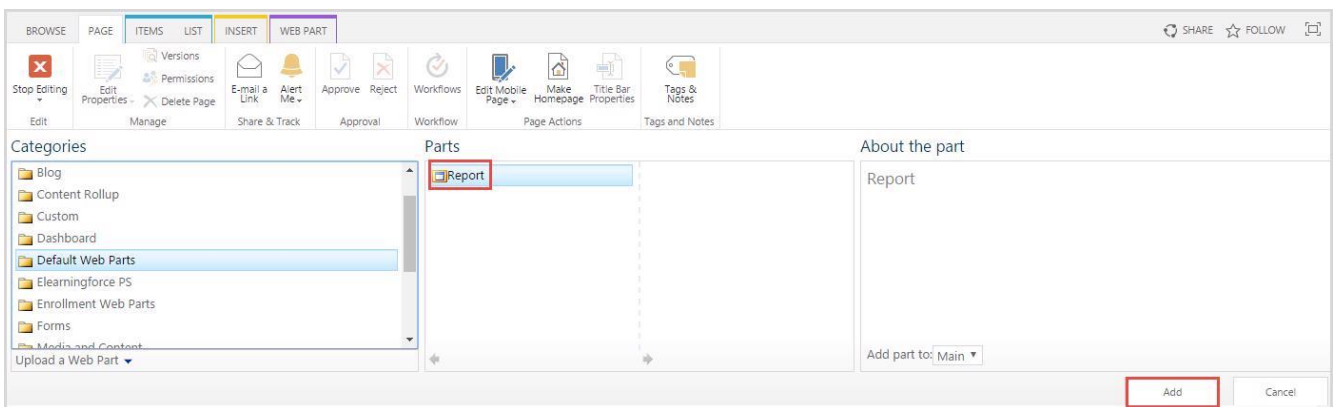 BROWSE PAGE ITEMS LIST INSERT WEB PART SHARE FOLLOW
Stop Editing
Edit
Edit Properties
Versions
Permissions
Delete Page
Manage
E-mail a Link
Alert Me
Share & Track
Approve
Reject
Approval
Workflows
Workflow
Edit Mobile Page
Make Homepage
Title Bar Properties
Page Actions
Tags & Notes
Tags and Notes
Categories
Blog
Content Rollup
Custom
Dashboard
Default Web Parts
Elearningforce PS
Enrollment Web Parts
Forms
Media and Content
Upload a Web Part
Parts
Report
About the part
Report
Add part to: Main
Add Cancel